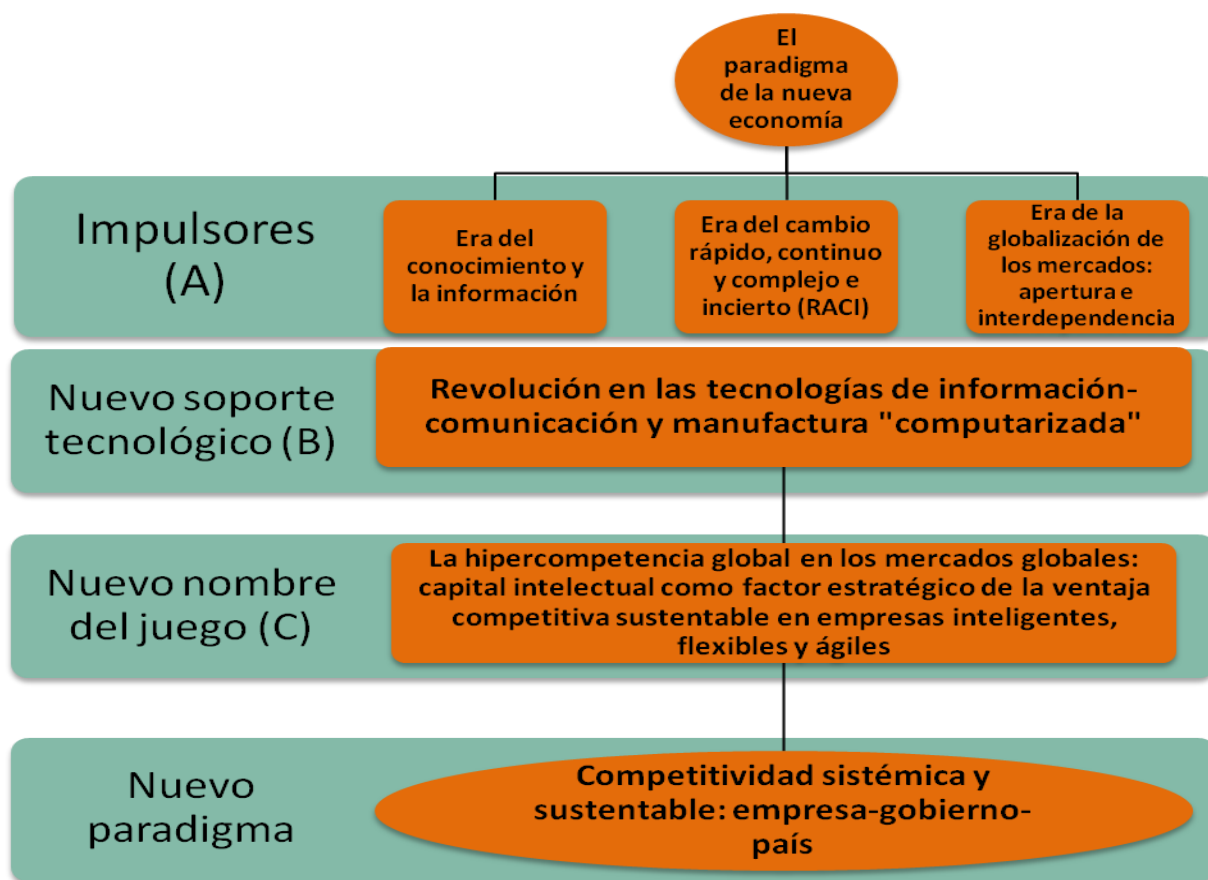 El
paradigma
de la nueva
economía
Impulsores
(A)
Era del
conocimiento y
la información
Era del cambio
rápido, continuo
y complejo e
incierto (RACI)
Era de la
globalización de
los mercados:
apertura e
interdependencia
Nuevo soporte
tecnológico (B)
Revolución en las tecnologías de información-
comunicación y manufactura "computarizada"
Nuevo nombre
del juego (C)
La hipercompetencia global en los mercados globales:
capital intelectual como factor estratégico de la ventaja
competitiva sustentable en empresas inteligentes,
flexibles y ágiles
Nuevo
paradigma
Competitividad sistémica y
sustentable: empresa-gobierno-
país